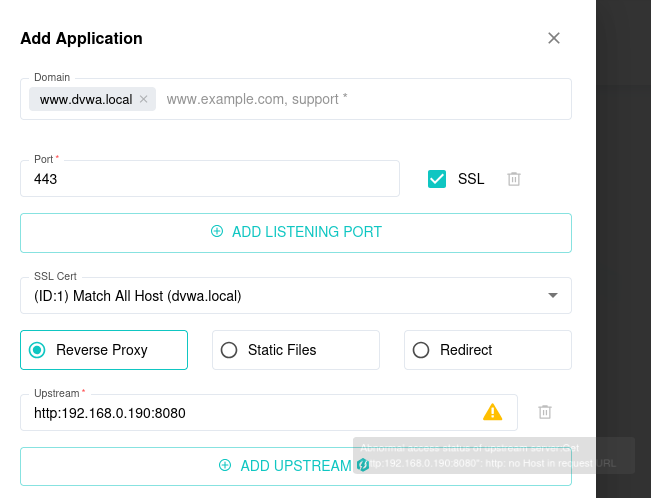 Add Application
Domain
www.dvwa.local
www.example.com, support *
Port *
443
SSL
ADD LISTENING PORT
SSL Cert
(ID:1) Match All Host (dvwa.local)
Reverse Proxy
Static Files
Redirect
Upstream *
http:192.168.0.190:8080
Abnormal access status of upstream server:Get
"http:192.168.0.190:8080": http: no Host in request URL
ADD UPSTREAM